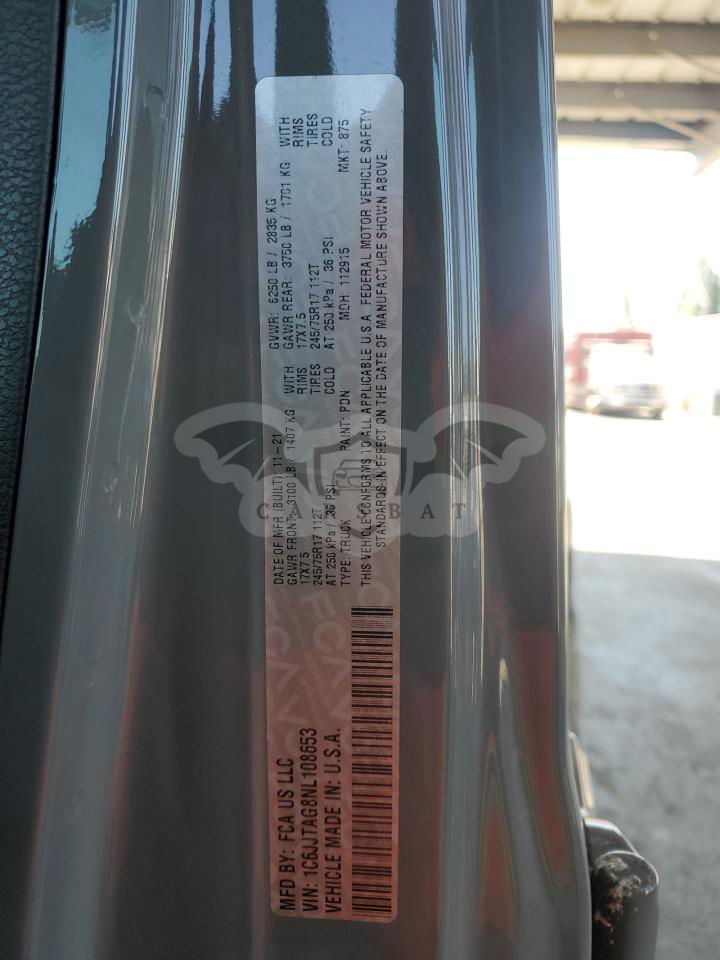 MFD BY: FCA US LLC
VIN: 1C6JJTAG8NL108653
VEHICLE MADE IN: U.S.A.
DATE OF MFR (BUILT) 11-21 GVWR: 6250 LB / 2835 KG
GAWR FRONT: 3100 LB / 1407 KG WITH GAWR REAR: 3750 LB / 1701 KG WITH
17X7.5 RIMS 17X7.5 RIMS
245/75R17 112T TIRES 245/75R17 112T TIRES
AT 250 kPa / 36 PSI COLD AT 250 kPa / 36 PSI COLD
TYPE: TRUCK PAINT: PDN MDH: 112915 MKT: 875
THIS VEHICLE CONFORMS TO ALL APPLICABLE U.S.A. FEDERAL MOTOR VEHICLE SAFETY
STANDARDS IN EFFECT ON THE DATE OF MANUFACTURE SHOWN ABOVE.
CARSBAT